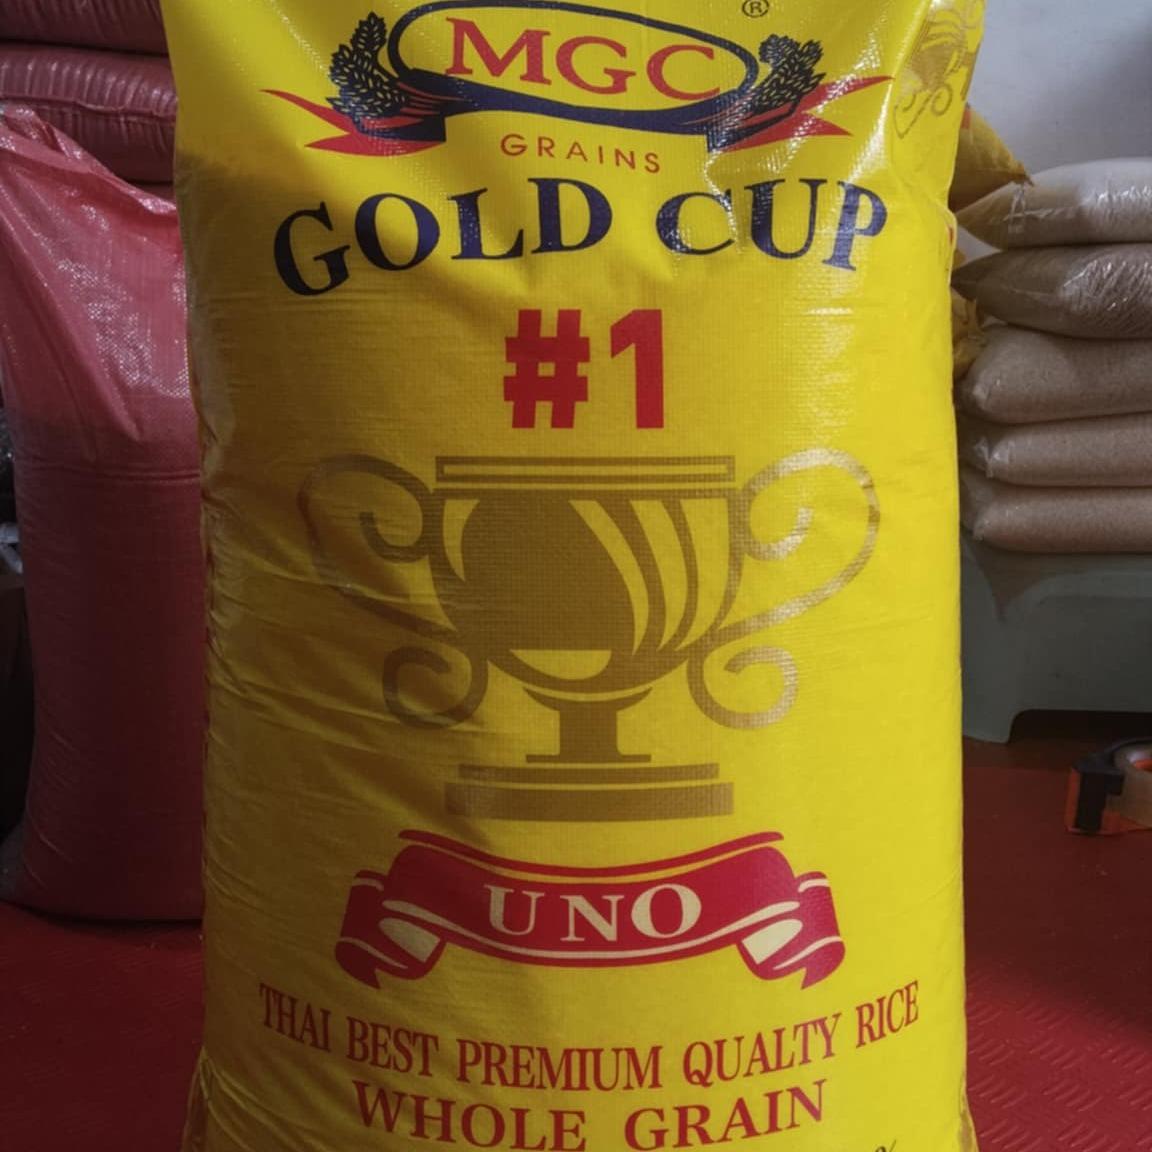 MGC
®
GRAINS
GOLD CUP
#1
UNO
THAI BEST PREMIUM QUALTY RICE
WHOLE GRAIN